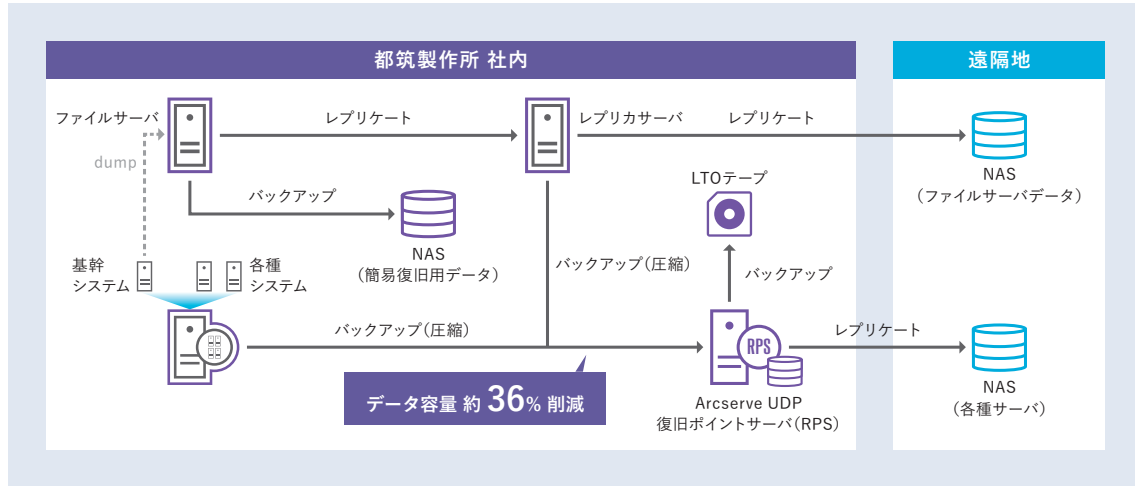 都筑製作所 社内
遠隔地
ファイルサーバ
レプリケート
レプリカサーバ
レプリケート
dump
NAS
(ファイルサーバデータ)
バックアップ
LTOテープ
NAS
(簡易復旧用データ)
バックアップ(圧縮)
バックアップ
基幹
システム
各種
システム
バックアップ(圧縮)
レプリケート
RPS
データ容量 約 36% 削減
Arcserve UDP
復旧ポイントサーバ(RPS)
NAS
(各種サーバ)